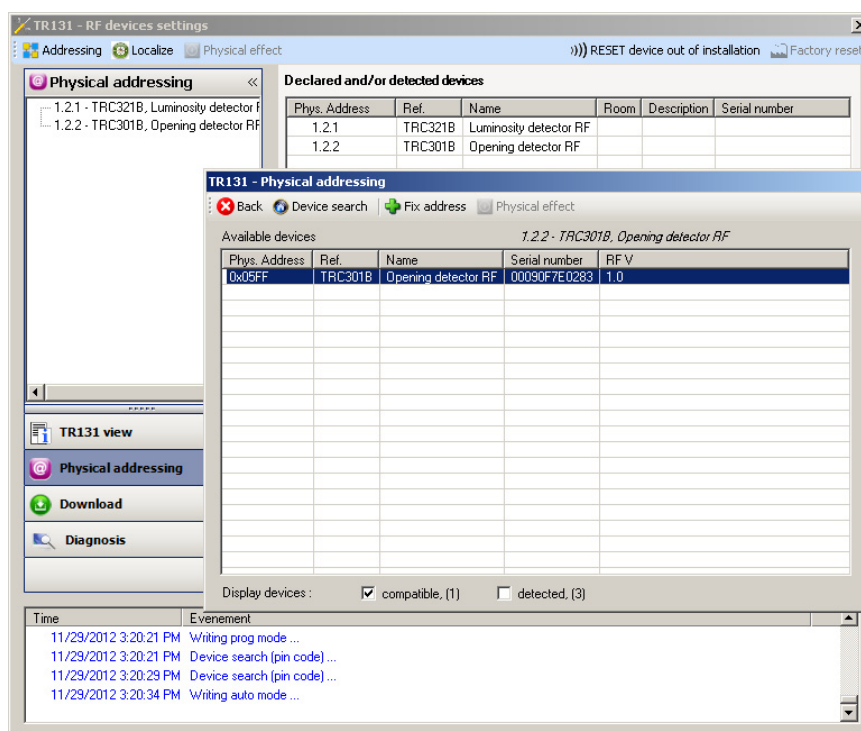 TR131 - RF devices settings
Addressing Localize Physical effect ))) RESET device out of installation Factory reset
Physical addressing «
1.2.1 - TRC321B, Luminosity detector F
1.2.2 - TRC301B, Opening detector RF
Declared and/or detected devices
Phys. Address Ref. Name Room Description Serial number
1.2.1 TRC321B Luminosity detector RF
1.2.2 TRC301B Opening detector RF
TR131 - Physical addressing
Back Device search Fix address Physical effect
Available devices 1.2.2 - TRC301B, Opening detector RF
Phys. Address Ref. Name Serial number RF V
0x05FF TRC301B Opening detector RF 00090F7E0283 1.0
Display devices : compatible, (1) detected, (3)
TR131 view
Physical addressing
Download
Diagnosis
Time Evenement
11/29/2012 3:20:21 PM Writing prog mode ...
11/29/2012 3:20:21 PM Device search (pin code) ...
11/29/2012 3:20:29 PM Device search (pin code) ...
11/29/2012 3:20:34 PM Writing auto mode ...